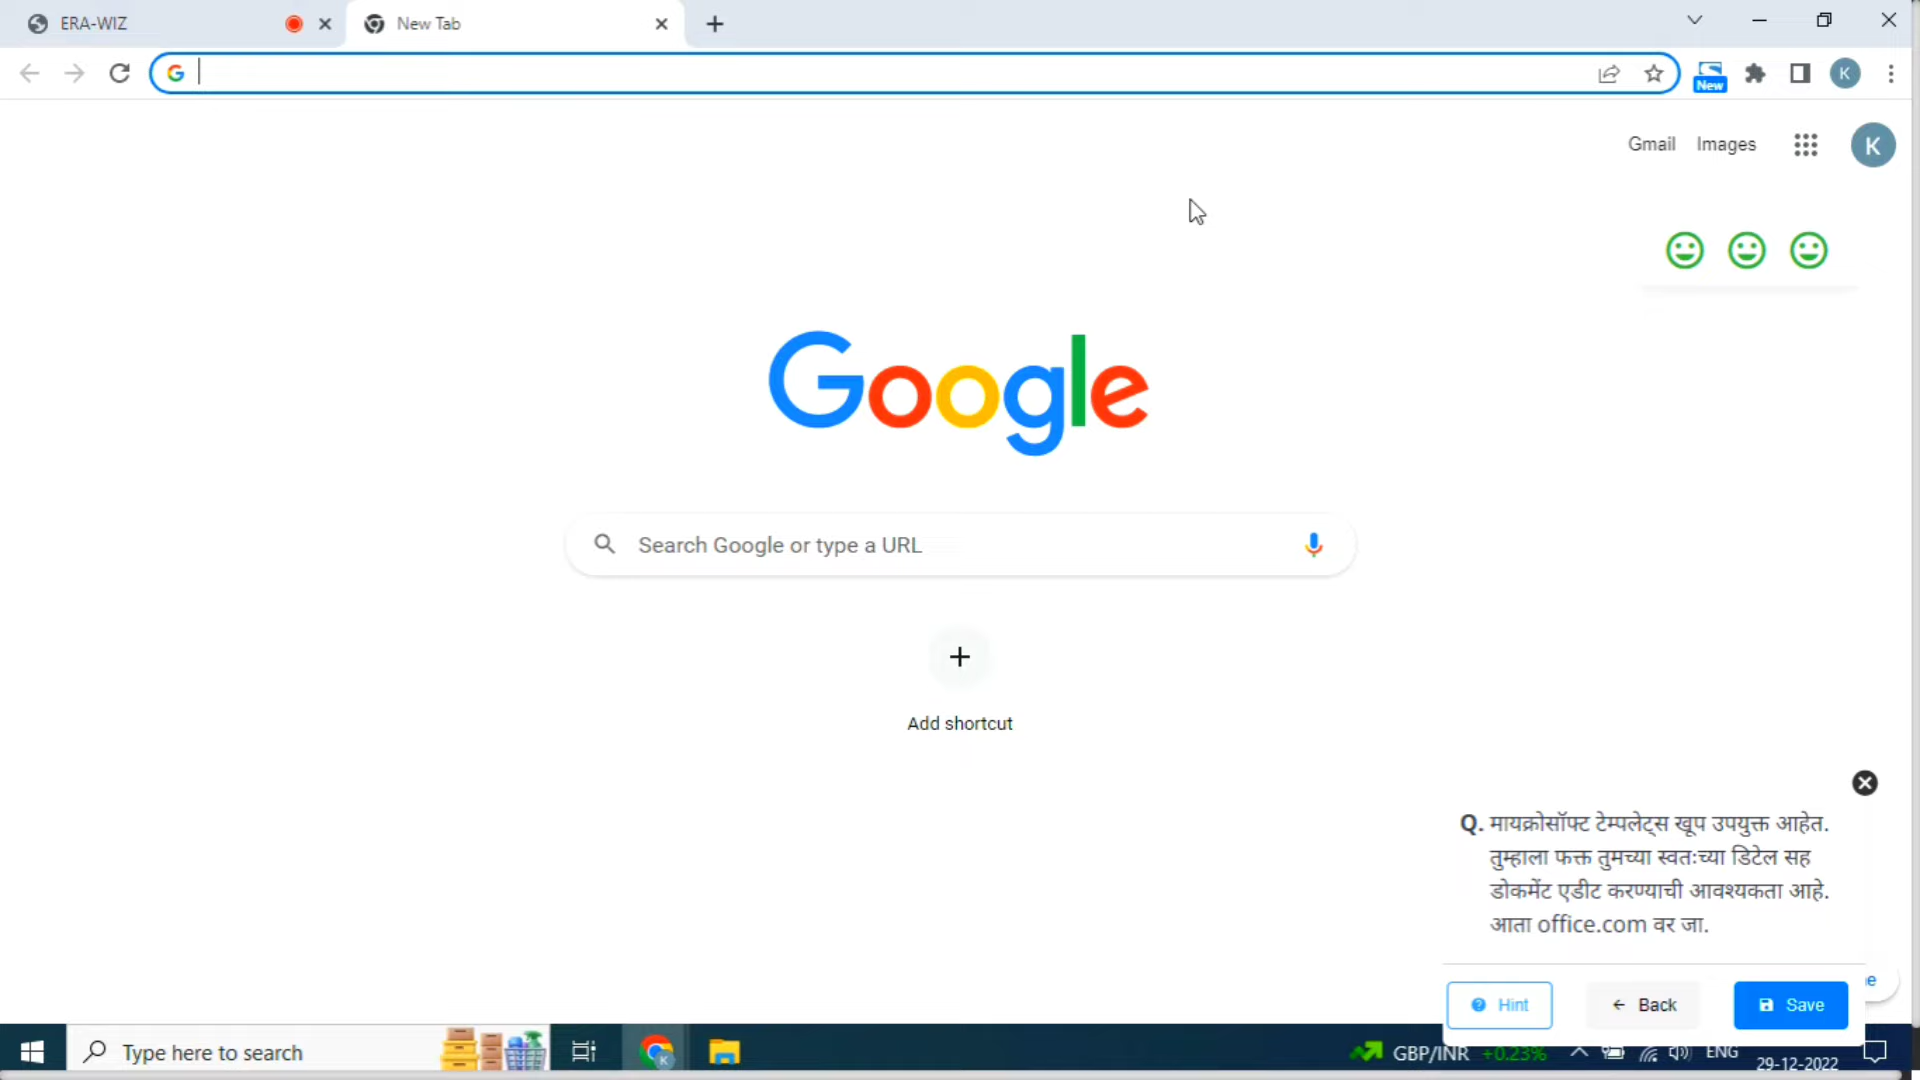 ERA-WIZ
New Tab
New
K
Gmail
Images
K
Google
Search Google or type a URL
Add shortcut
Q. मायक्रोसॉफ्ट टेम्पलेट्स खूप उपयुक्त आहेत.
तुम्हाला फक्त तुमच्या स्वतःच्या डिटेल सह
डोकमेंट एडीट करण्याची आवश्यकता आहे.
आता office.com वर जा.
Hint
Back
Save
Type here to search
K
GBP/INR +0.23%
ENG
29-12-2022